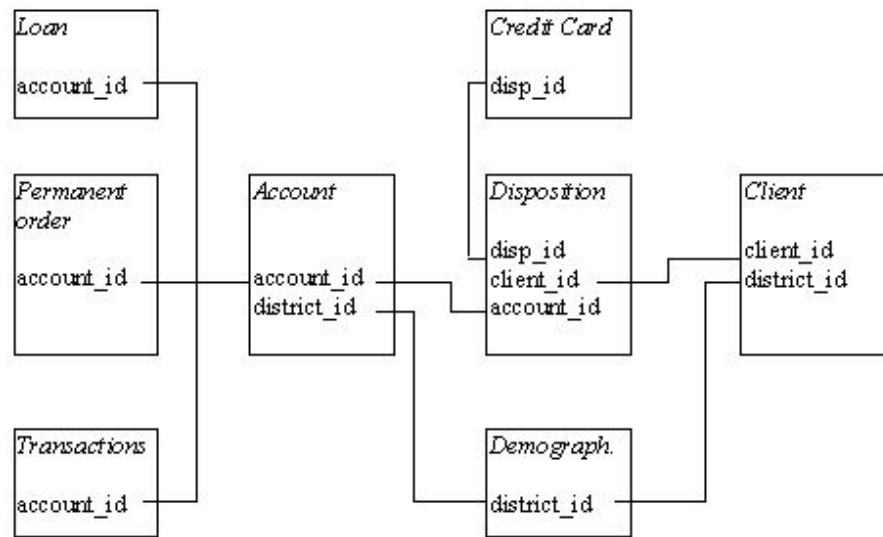 Loan
account_id
Credit Card
disp_id
Permanent
order
account_id
Account
account_id
district_id
Disposition
disp_id
client_id
account_id
Client
client_id
district_id
Transactions
account_id
Demograph.
district_id